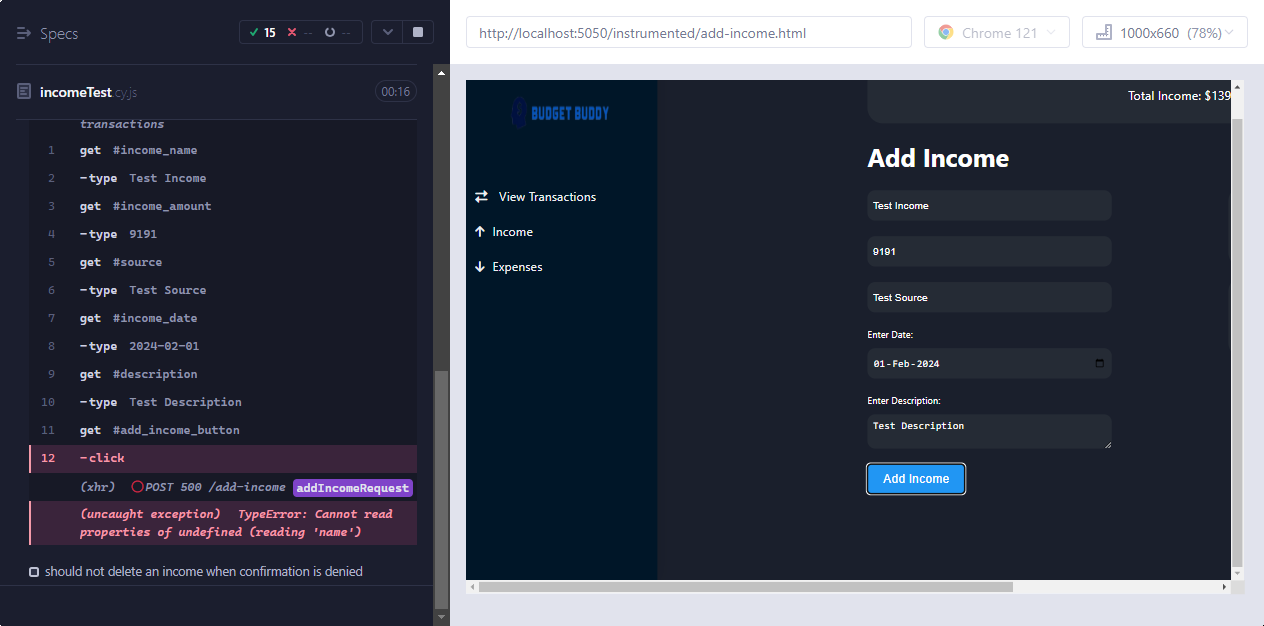 Specs
15 -- --
incomeTest.cy.js
00:16
transactions
1 get #income_name
2 -type Test Income
3 get #income_amount
4 -type 9191
5 get #source
6 -type Test Source
7 get #income_date
8 -type 2024-02-01
9 get #description
10 -type Test Description
11 get #add_income_button
12 -click
(xhr) POST 500 /add-income addIncomeRequest
(uncaught exception) TypeError: Cannot read
properties of undefined (reading 'name')
should not delete an income when confirmation is denied
http://localhost:5050/instrumented/add-income.html
Chrome 121
1000x660 (78%)
BUDGET BUDDY
View Transactions
Income
Expenses
Total Income: $139
Add Income
Test Income
9191
Test Source
Enter Date:
01-Feb-2024
Enter Description:
Test Description
Add Income